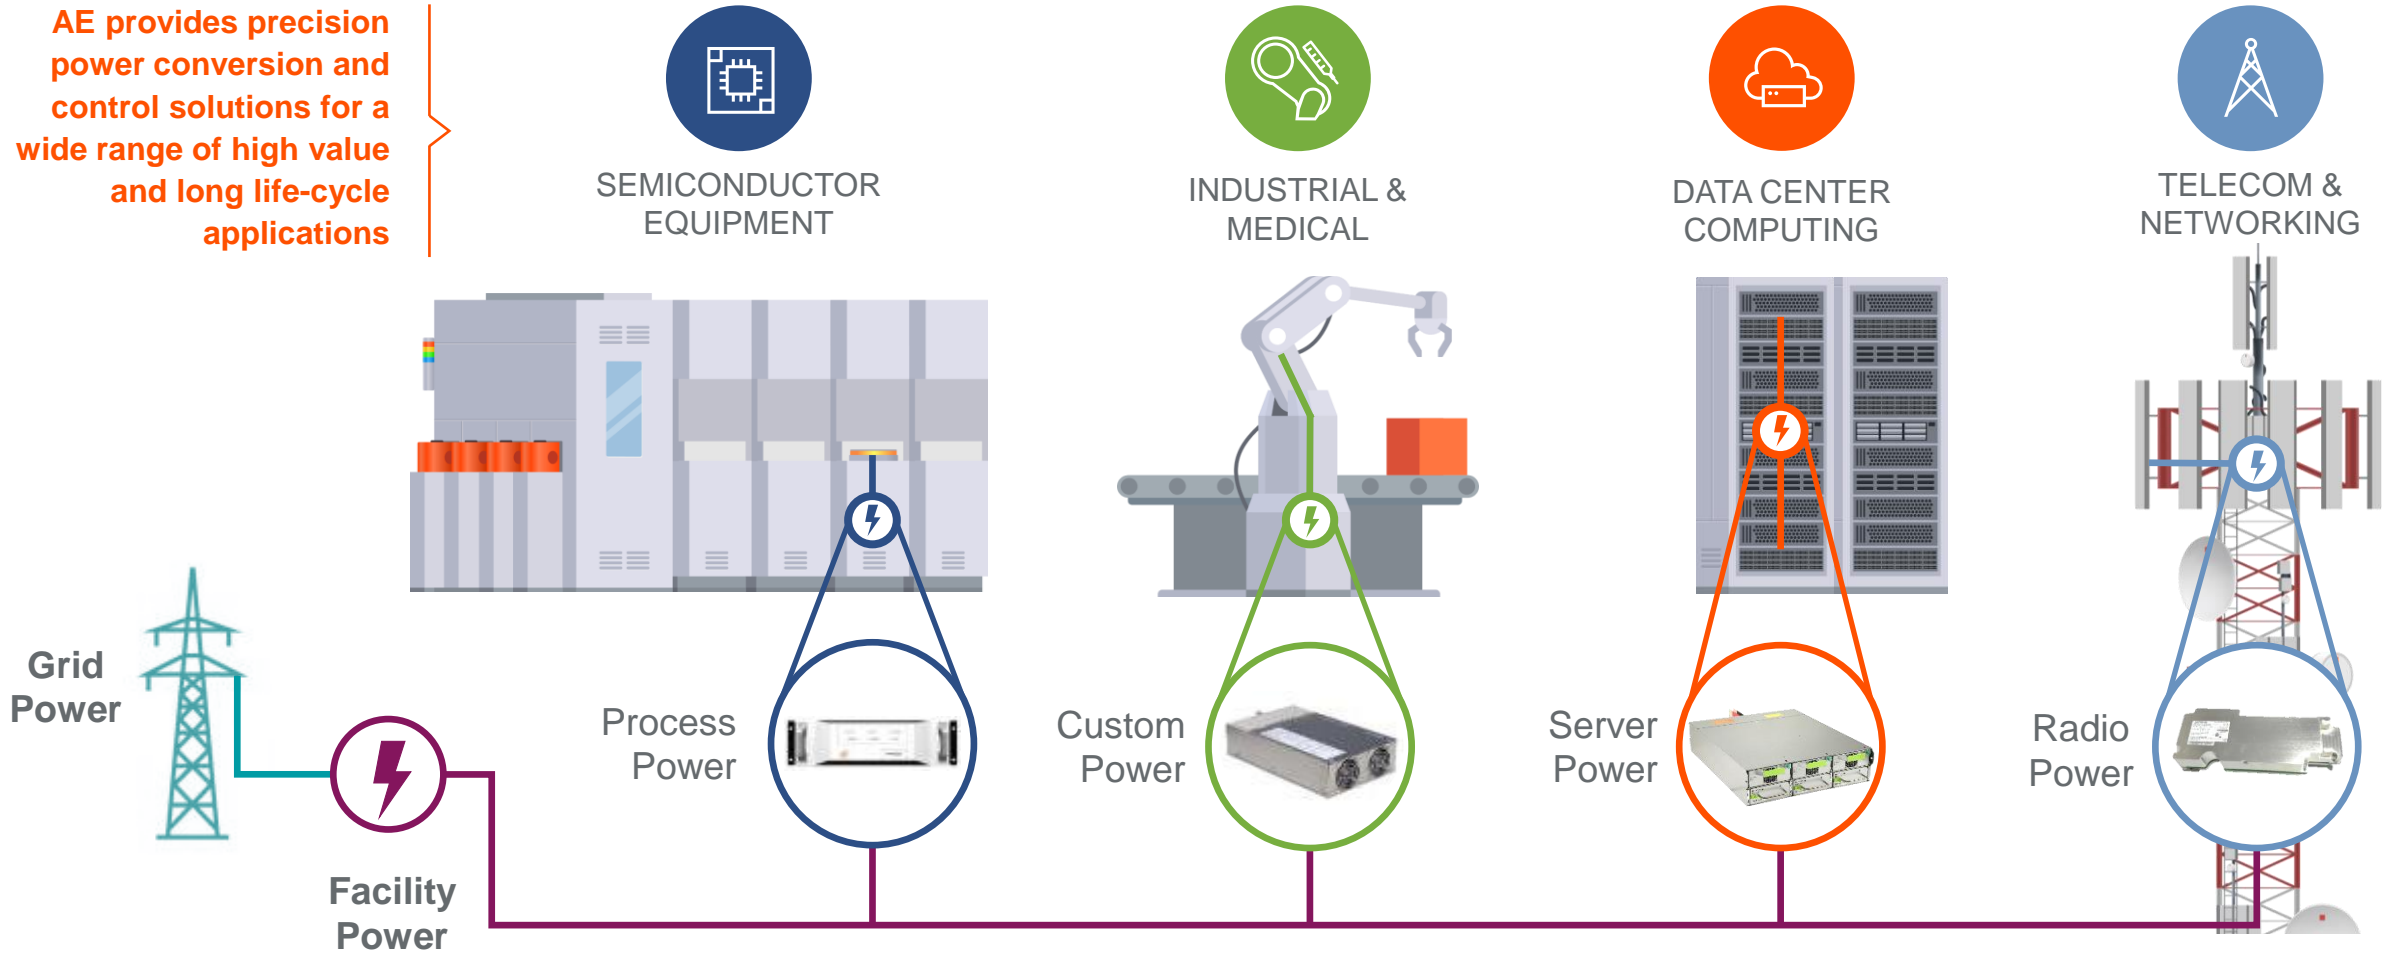 AE provides precision
power conversion and
control solutions for a
wide range of high value
and long life-cycle
applications
SEMICONDUCTOR
EQUIPMENT
INDUSTRIAL &
MEDICAL
DATA CENTER
COMPUTING
TELECOM &
NETWORKING
Grid
Power
Facility
Power
Process
Power
Custom
Power
Server
Power
Radio
Power